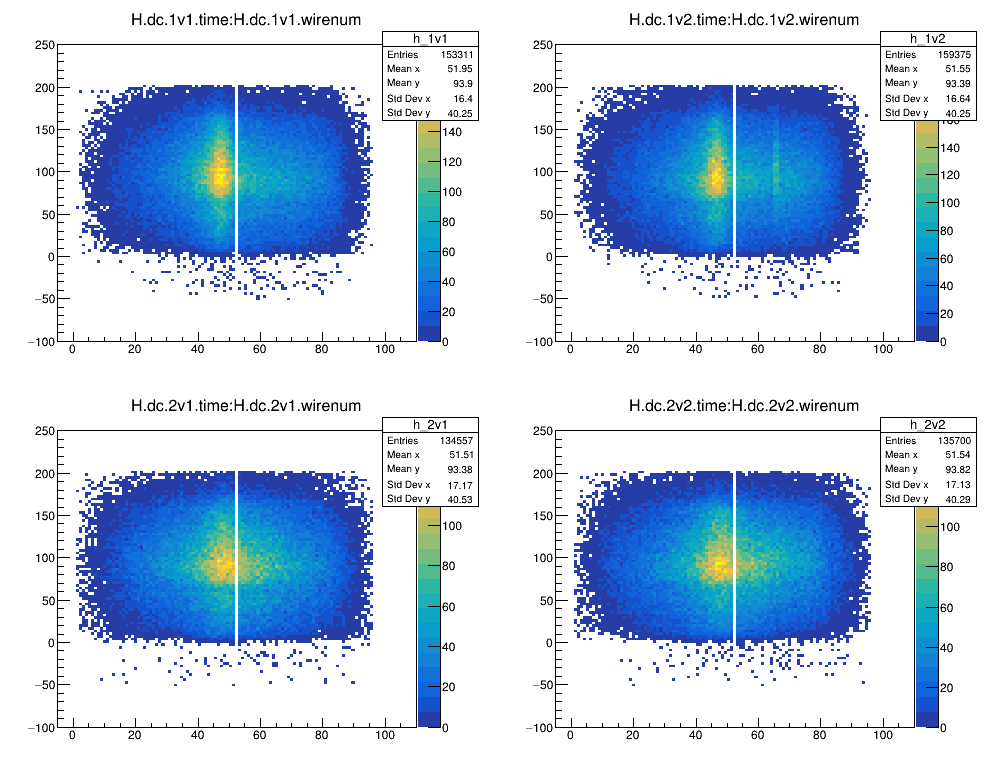 H.dc.1v1.time:H.dc.1v1.wirenum
h_1v1
Entries 153311
Mean x 51.95
Mean y 93.9
Std Dev x 16.4
Std Dev y 40.25
250
200
150
100
50
0
−50
−100
0 20 40 60 80 100
140
120
100
80
60
40
20
0
H.dc.1v2.time:H.dc.1v2.wirenum
h_1v2
Entries 159375
Mean x 51.55
Mean y 93.39
Std Dev x 16.64
Std Dev y 40.25
250
200
150
100
50
0
−50
−100
0 20 40 60 80 100
160
140
120
100
80
60
40
20
0
H.dc.2v1.time:H.dc.2v1.wirenum
h_2v1
Entries 134557
Mean x 51.51
Mean y 93.38
Std Dev x 17.17
Std Dev y 40.53
250
200
150
100
50
0
−50
−100
0 20 40 60 80 100
100
80
60
40
20
0
H.dc.2v2.time:H.dc.2v2.wirenum
h_2v2
Entries 135700
Mean x 51.54
Mean y 93.82
Std Dev x 17.13
Std Dev y 40.29
250
200
150
100
50
0
−50
−100
0 20 40 60 80 100
100
80
60
40
20
0